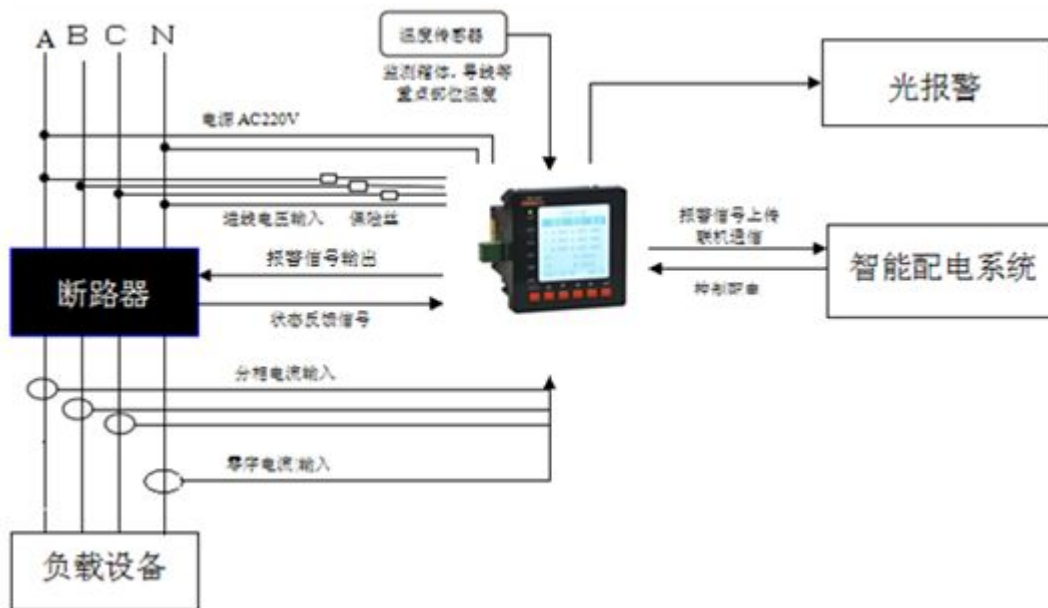 A B C N
温度传感器
监测箱体、导线等
重点部位温度
光报警
电源 AC220V
进线电压输入
保险丝
报警信号上传
联机通信
智能配电系统
控制配电
报警信号输出
断路器
状态反馈信号
分相电流输入
零序电流输入
负载设备